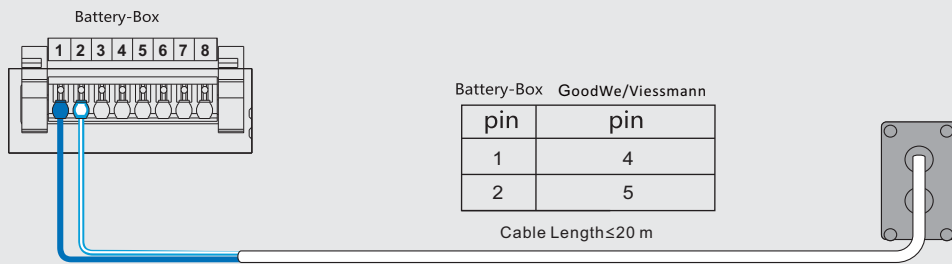 Battery-Box
1 2 3 4 5 6 7 8
Battery-Box GoodWe/Viessmann
pin pin
1 4
2 5
Cable Length≤20 m